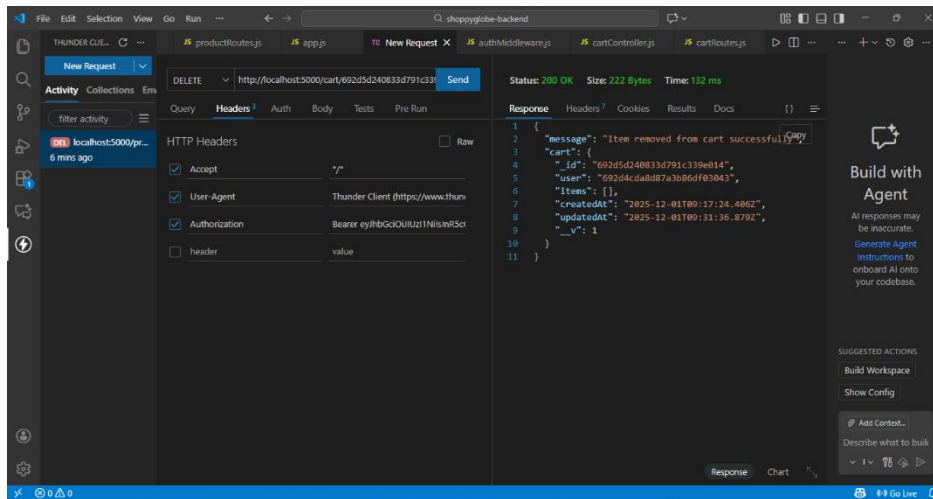 File Edit Selection View Go Run ... shoppyglobe-backend
THUNDER CLIE... JS productRoutes.js JS app.js TC New Request JS authMiddleware.js JS cartController.js JS cartRoutes.js
New Request
Activity Collections Env
filter activity
DEL localhost:5000/pr...
6 mins ago
DELETE http://localhost:5000/cart/692d5d240833d791c339 Send
Query Headers 3 Auth Body Tests Pre Run
HTTP Headers Raw
Accept */*
User-Agent Thunder Client (https://www.thun
Authorization Bearer
header value
Status: 200 OK Size: 222 Bytes Time: 132 ms
Response Headers 7 Cookies Results Docs {}
1 {
2 "message": "Item removed from cart successfully",
Copy
3 "cart": {
4 "_id": "692d5d240833d791c339e014",
5 "user": "692d4cda8d87a3b86df03043",
6 "items": [],
7 "createdAt": "2025-12-01T09:17:24.406Z",
8 "updatedAt": "2025-12-01T09:31:36.879Z",
9 "__v": 1
10 }
11 }
Response Chart
Build with
Agent
AI responses may
be inaccurate.
Generate Agent
Instructions to
onboard AI onto
your codebase.
SUGGESTED ACTIONS
Build Workspace
Show Config
Add Context...
Describe what to buil
0 0 Go Live